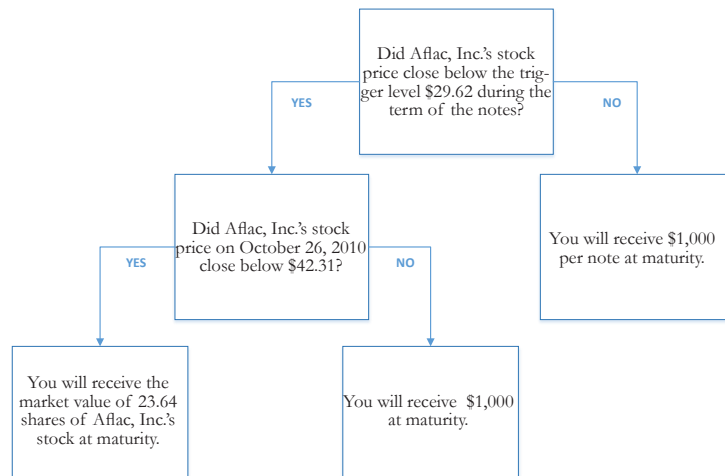 Did Aflac, Inc.'s stock
price close below the trig-
ger level $29.62 during the
term of the notes?
YES
NO
Did Aflac, Inc.'s stock
price on October 26, 2010
close below $42.31?
You will receive $1,000
per note at maturity.
YES
NO
You will receive the
market value of 23.64
shares of Aflac, Inc.'s
stock at maturity.
You will receive $1,000
at maturity.